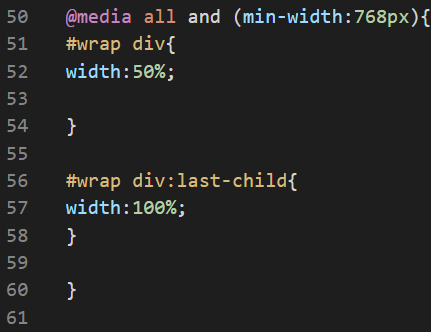 50 @media all and (min-width:768px){
51 #wrap div{
52 width:50%;
53
54 }
55
56 #wrap div:last-child{
57 width:100%;
58 }
59
60 }
61